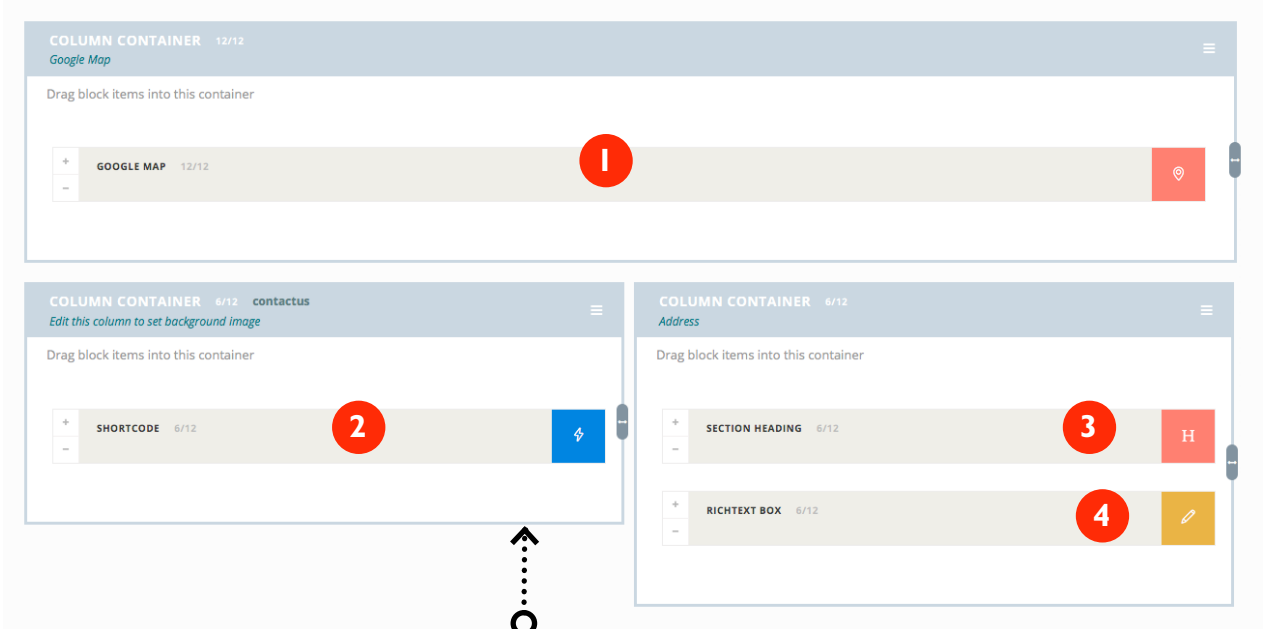 COLUMN CONTAINER 12/12
Google Map
Drag block items into this container
+
GOOGLE MAP 12/12
1
−
COLUMN CONTAINER 6/12 contactus
Edit this column to set background image
Drag block items into this container
+
SHORTCODE 6/12
2
−
COLUMN CONTAINER 6/12
Address
Drag block items into this container
+
SECTION HEADING 6/12
3
H
−
+
RICHTEXT BOX 6/12
4
−